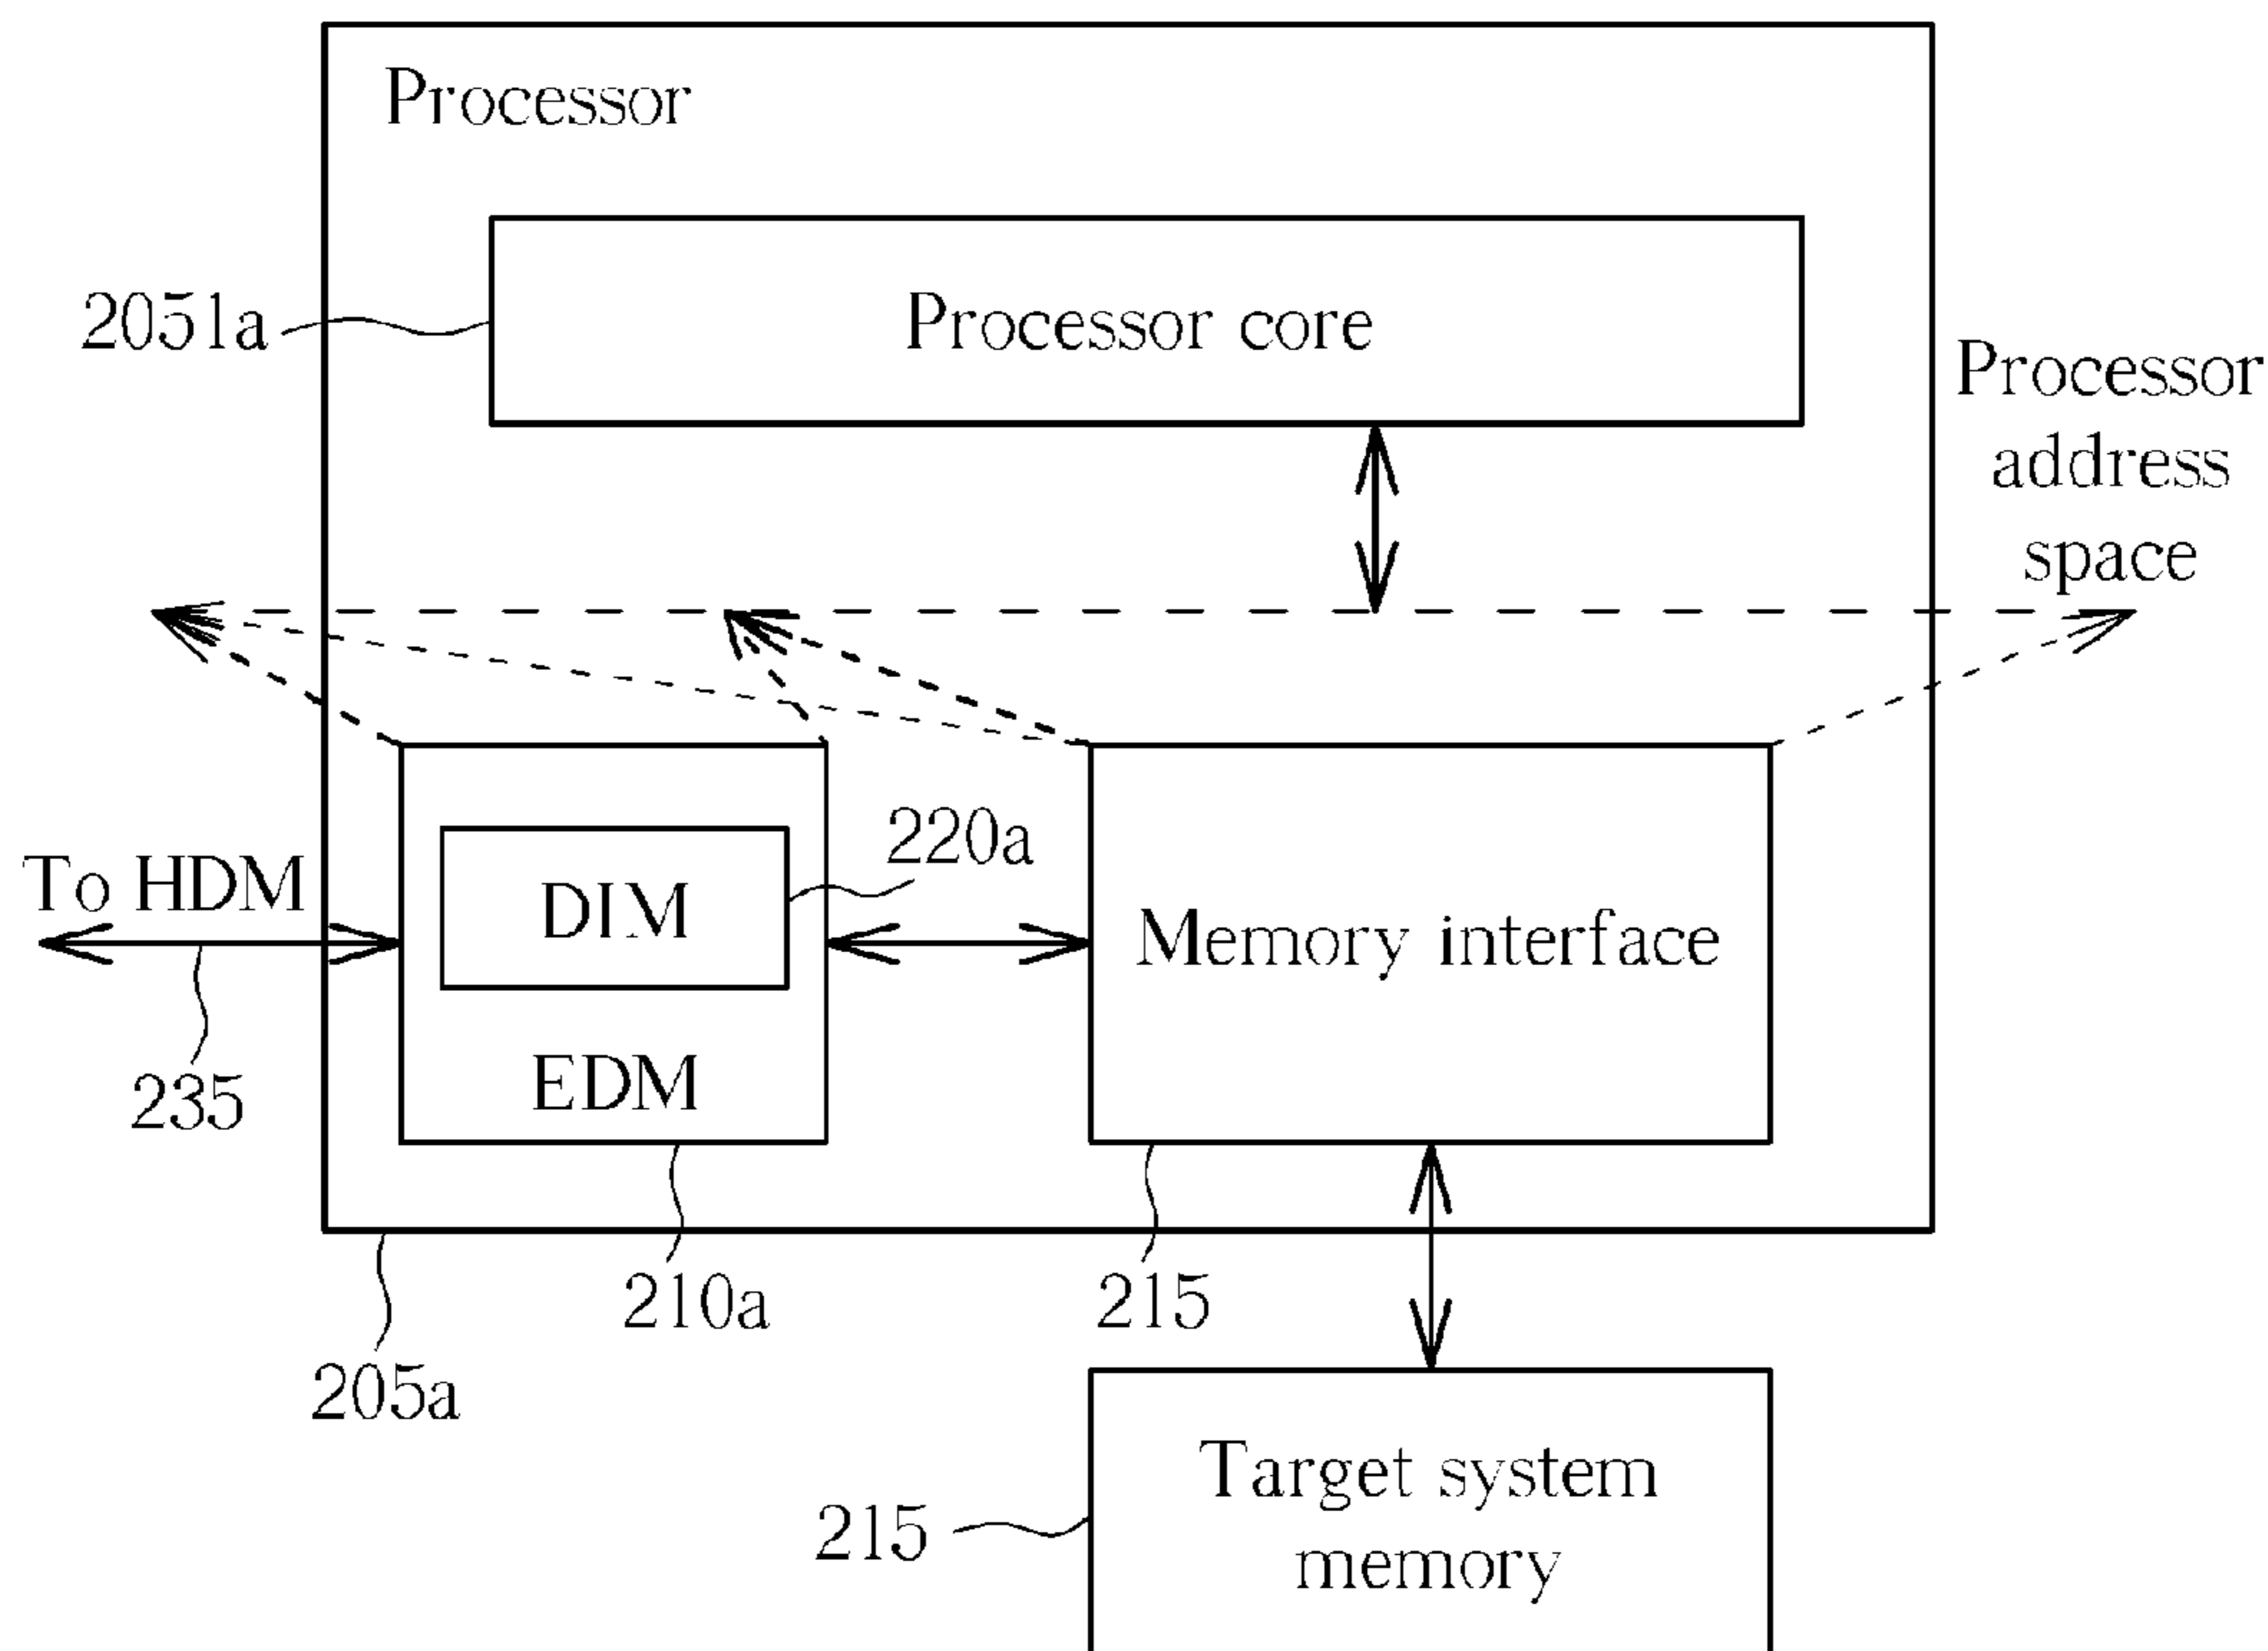 Processor
2051a
Processor core
Processor
address
space
220a
To HDM
DIM
Memory interface
EDM
235
210a
215
205a
Target system
memory
215